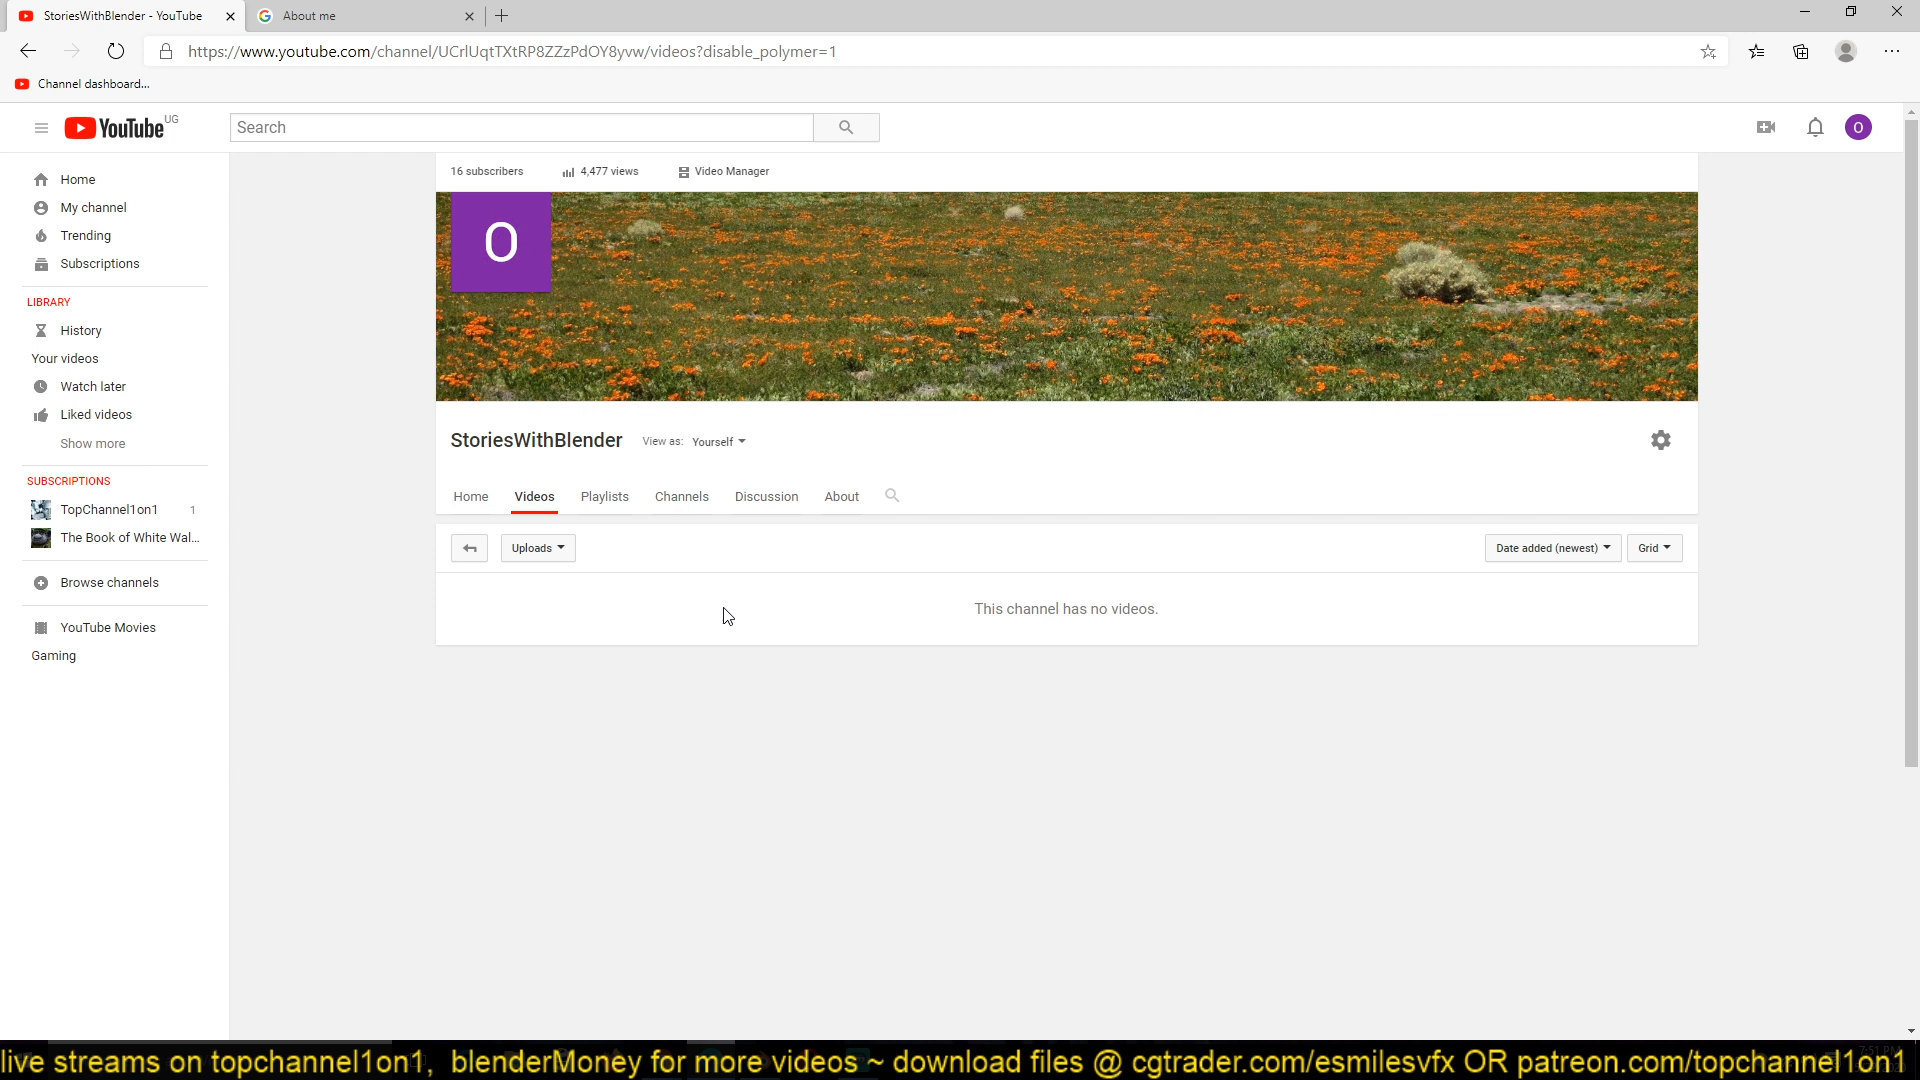 StoriesWithBlender - YouTube
About me
https://www.youtube.com/channel/UCrlUqtTXtRP8ZZzPdOY8yvw/videos?disable_polymer=1
Channel dashboard...
YouTube UG
Search
O
Home
My channel
Trending
Subscriptions
LIBRARY
History
Your videos
Watch later
Liked videos
Show more
SUBSCRIPTIONS
TopChannel1on1 1
The Book of White Wal...
Browse channels
YouTube Movies
Gaming
16 subscribers 4,477 views Video Manager
O
StoriesWithBlender View as: Yourself
Home Videos Playlists Channels Discussion About
Uploads Date added (newest) Grid
This channel has no videos.
live streams on topchannel1on1, blenderMoney for more videos ~ download files @ cgtrader.com/esmilesvfx OR patreon.com/topchannel1on1